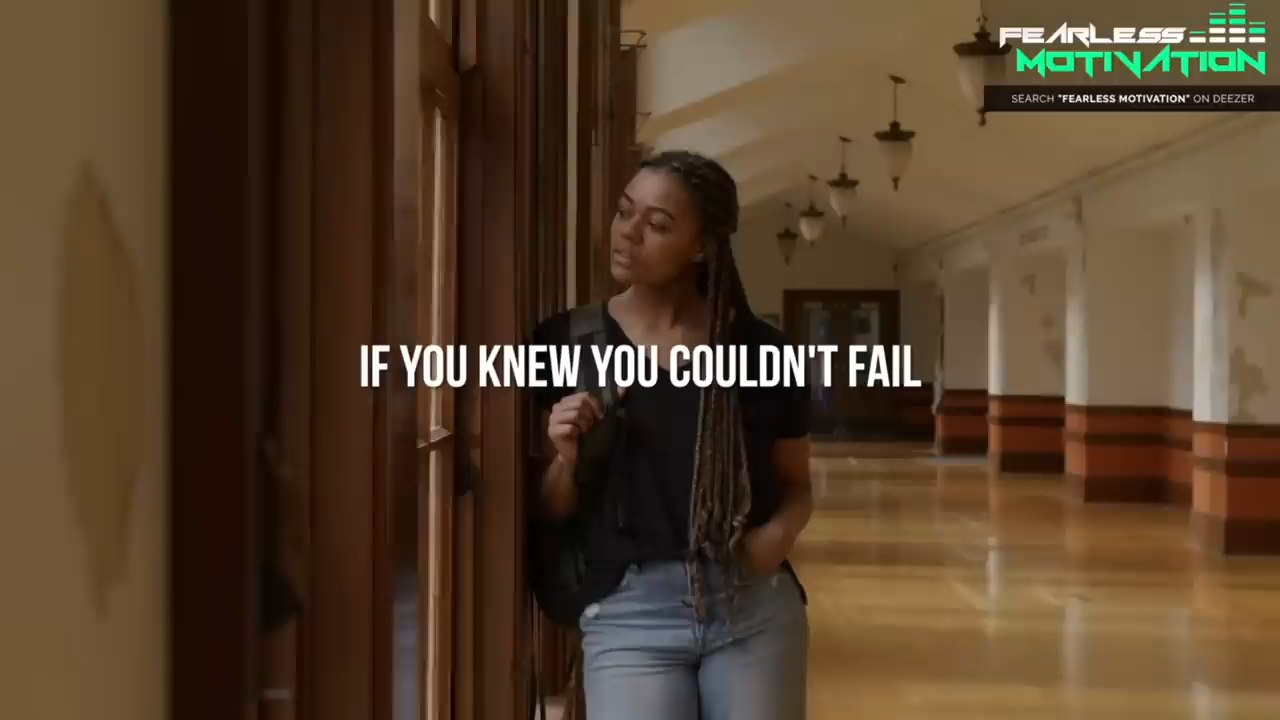 FEARLESS
MOTIVATION
SEARCH "FEARLESS MOTIVATION" ON DEEZER
IF YOU KNEW YOU COULDN'T FAIL